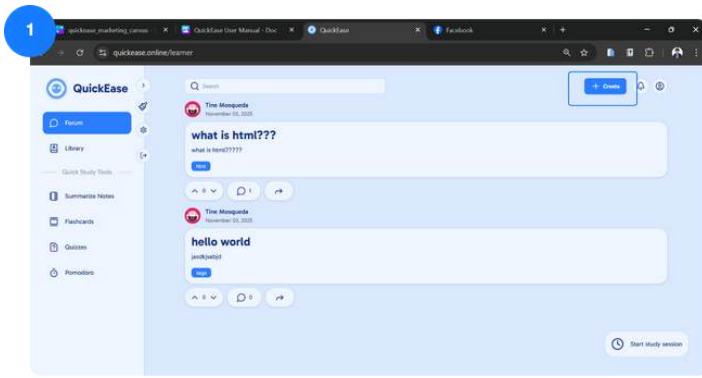 1
quickease_marketing_canvas
QuickEase User Manual - Doc
QuickEase
Facebook
quickease.online/learner
QuickEase
Search
Create
Tine Mosqueda
November 03, 2025
Forum
what is html???
what is html?????
html
Library
Quick Study Tools
Summarize Notes
0
1
Flashcards
Tine Mosqueda
November 03, 2025
Quizzes
hello world
jasdkjsabjd
tags
Pomodoro
0
0
Start study session